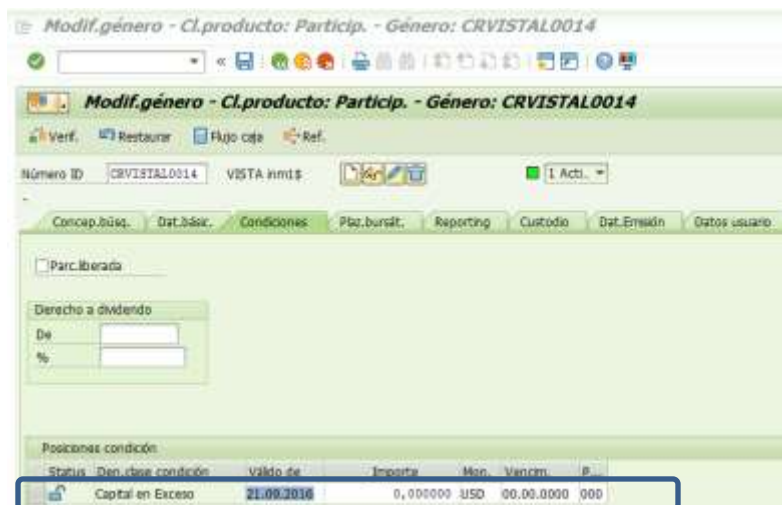 Modif.género - Cl.producto: Particip. - Género: CRVISTAL0014
Modif.género - Cl.producto: Particip. - Género: CRVISTAL0014
Verif. Restaurar Flujo caja Ref.
Número ID CRVISTAL0014 VISTA inm1$ 1 Acti.
Concep.búsq. Dat.básic. Condiciones Plaz.bursát. Reporting Custodio Dat.Emisión Datos usuario
Parc.liberada
Derecho a dividendo
De
%
Posiciones condición
Status Den.clase condición Válido de Importe Mon. Vencim. P...
Capital en Exceso 21.09.2016 0,000000 USD 00.00.0000 000